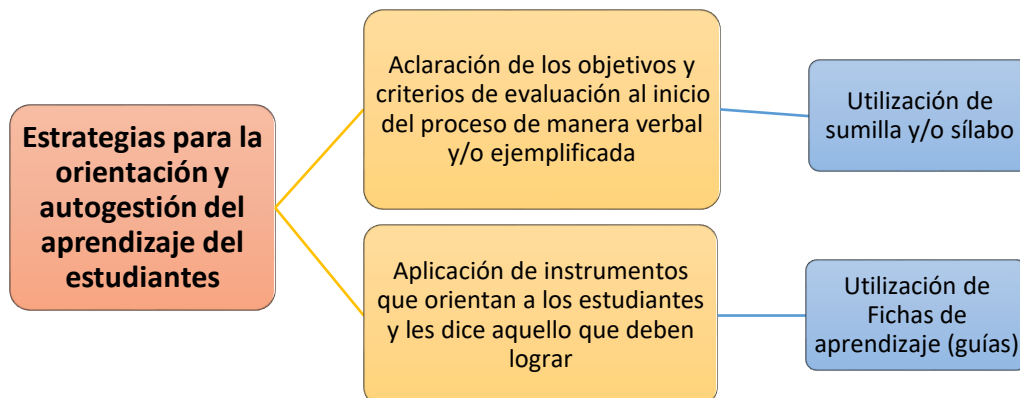 Estrategias para la
orientación y
autogestión del
aprendizaje del
estudiantes
Aclaración de los objetivos y
criterios de evaluación al inicio
del proceso de manera verbal
y/o ejemplificada
Utilización de
sumilla y/o sílabo
Aplicación de instrumentos
que orientan a los estudiantes
y les dice aquello que deben
lograr
Utilización de
Fichas de
aprendizaje (guías)